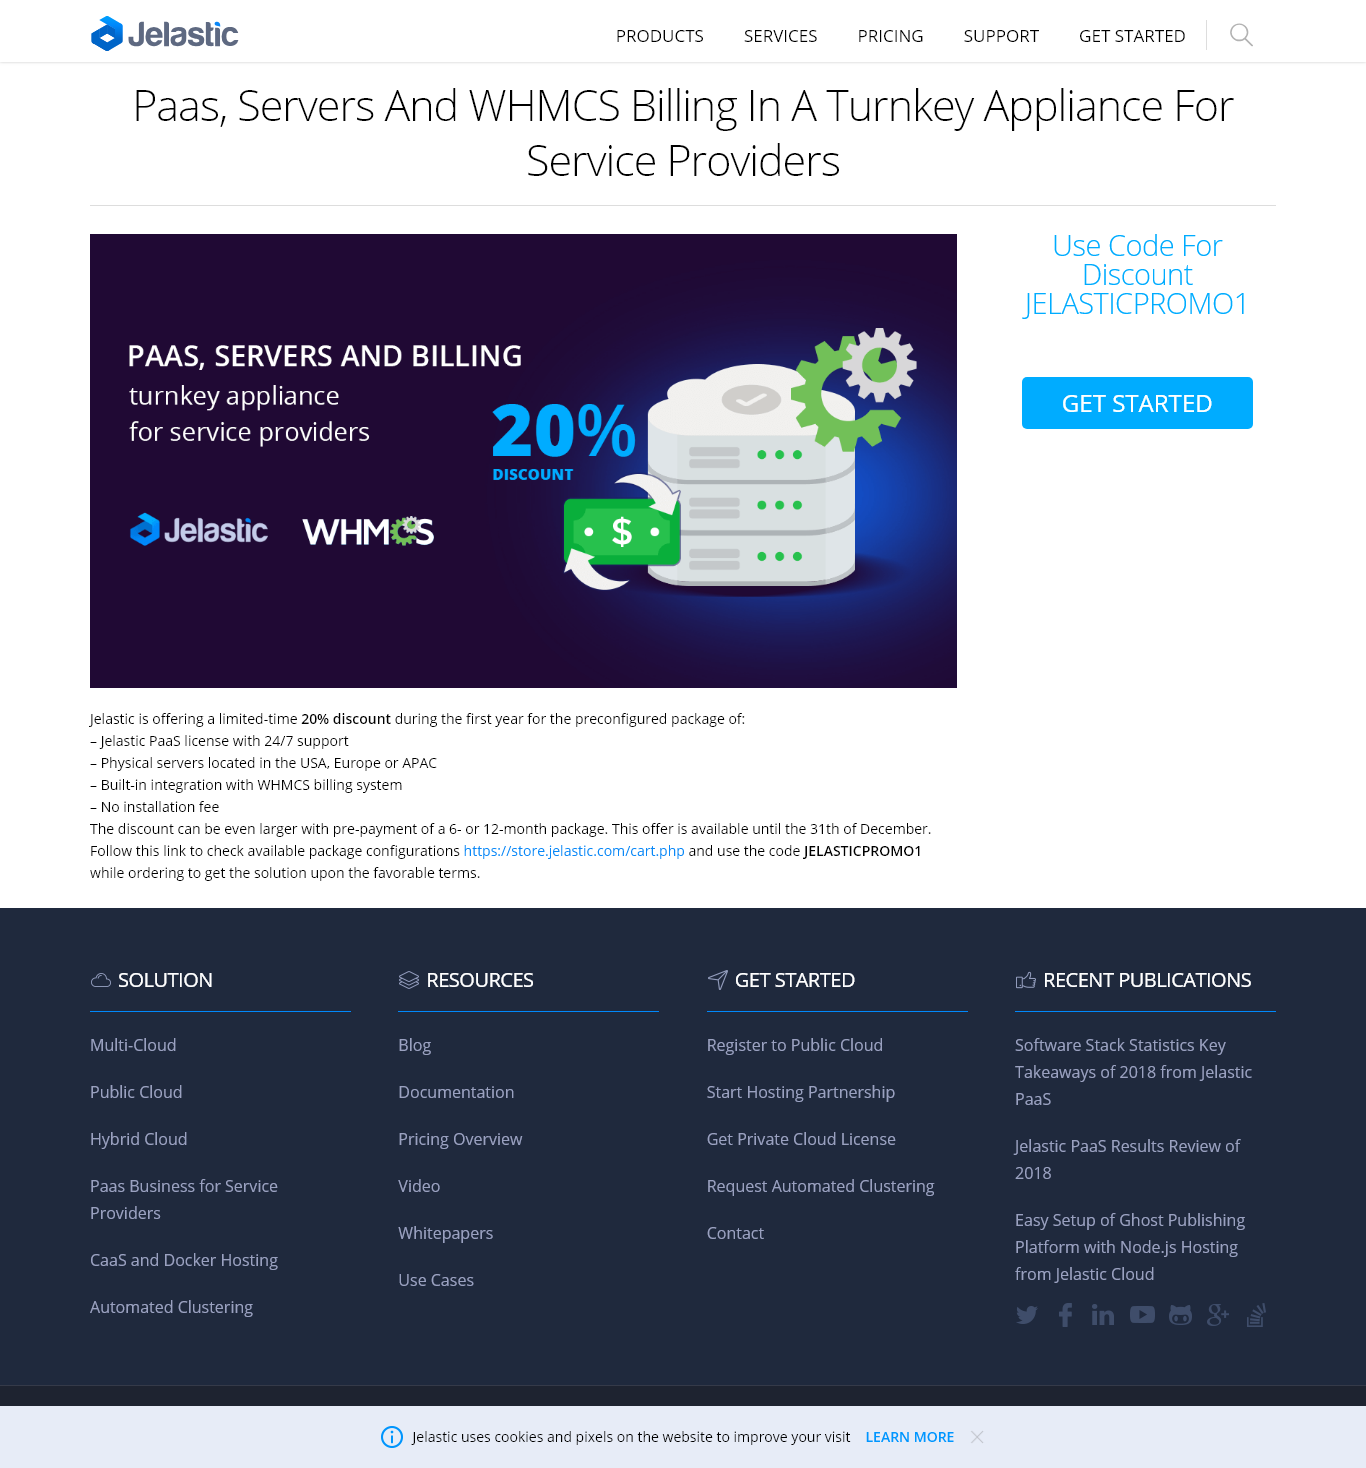 Jelastic
PRODUCTS SERVICES PRICING SUPPORT GET STARTED
Paas, Servers And WHMCS Billing In A Turnkey Appliance For
Service Providers
PAAS, SERVERS AND BILLING
turnkey appliance
for service providers
20%
DISCOUNT
$
Jelastic WHMCS
Use Code For
Discount
JELASTICPROMO1
GET STARTED
Jelastic is offering a limited-time 20% discount during the first year for the preconfigured package of:
– Jelastic PaaS license with 24/7 support
– Physical servers located in the USA, Europe or APAC
– Built-in integration with WHMCS billing system
– No installation fee
The discount can be even larger with pre-payment of a 6- or 12-month package. This offer is available until the 31th of December.
Follow this link to check available package configurations https://store.jelastic.com/cart.php and use the code JELASTICPROMO1
while ordering to get the solution upon the favorable terms.
SOLUTION
Multi-Cloud
Public Cloud
Hybrid Cloud
Paas Business for Service
Providers
CaaS and Docker Hosting
Automated Clustering
RESOURCES
Blog
Documentation
Pricing Overview
Video
Whitepapers
Use Cases
GET STARTED
Register to Public Cloud
Start Hosting Partnership
Get Private Cloud License
Request Automated Clustering
Contact
RECENT PUBLICATIONS
Software Stack Statistics Key
Takeaways of 2018 from Jelastic
PaaS
Jelastic PaaS Results Review of
2018
Easy Setup of Ghost Publishing
Platform with Node.js Hosting
from Jelastic Cloud
Jelastic uses cookies and pixels on the website to improve your visit LEARN MORE